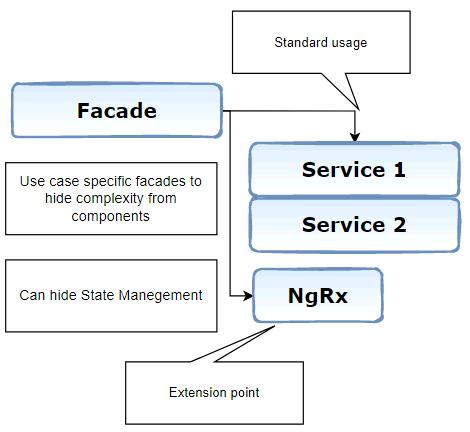 Standard usage
Facade
Service 1
Use case specific facades to
hide complexity from
components
Service 2
Can hide State Manegement
NgRx
Extension point